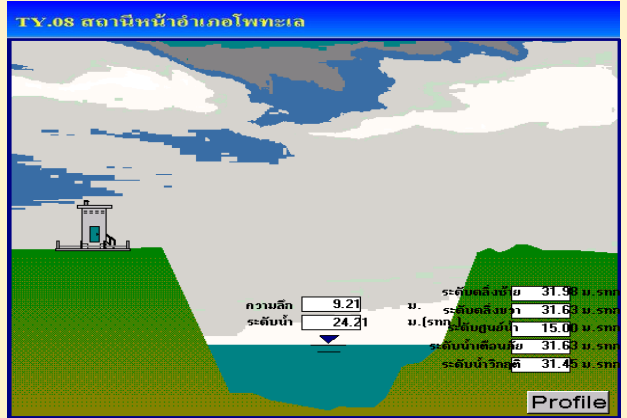 TY.08 สถานีหน้าอำเภอโพทะเล
ความลึก 9.21 ม.
ระดับน้ำ 24.21 ม.(รทก.)
ระดับตลิ่งซ้าย 31.98 ม.รทก
ระดับตลิ่งขวา 31.63 ม.รทก
ระดับศูนย์น้ำ 15.00 ม.รทก
ระดับน้ำเตือนภัย 31.63 ม.รทก
ระดับน้ำวิกฤติ 31.45 ม.รทก
Profile